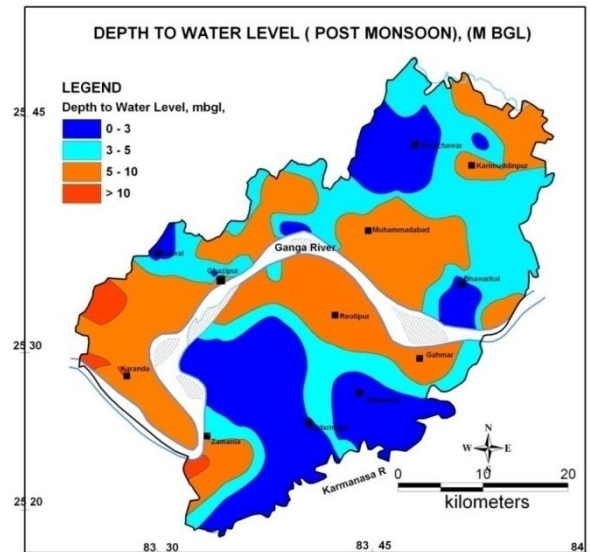 DEPTH TO WATER LEVEL ( POST MONSOON), (M BGL)
LEGEND
Depth to Water Level, mbgl,
0 - 3
3 - 5
5 - 10
> 10
25 45
25 30
25 20
Karimuddinpur
Muhammadabad
Ganga River
Ghazipur
Bhawarkol
Reotipur
Gahmar
Karanda
Zamania
Karmanasa R
N
W E
S
0 10 20
kilometers
83 30
83 45
84